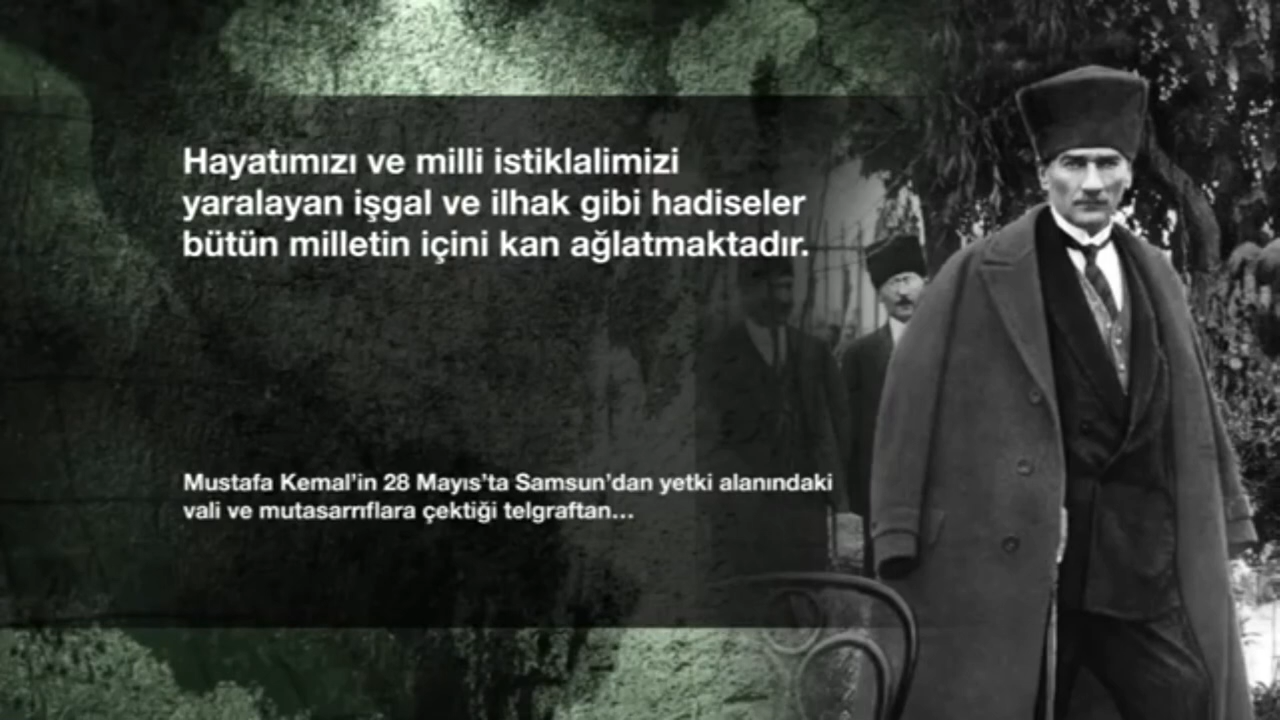 Hayatımızı ve milli istiklalimizi
yaralayan işgal ve ilhak gibi hadiseler
bütün milletin içini kan ağlatmaktadır.
Mustafa Kemal’in 28 Mayıs’ta Samsun’dan yetki alanındaki
vali ve mutasarrıflara çektiği telgraftan...